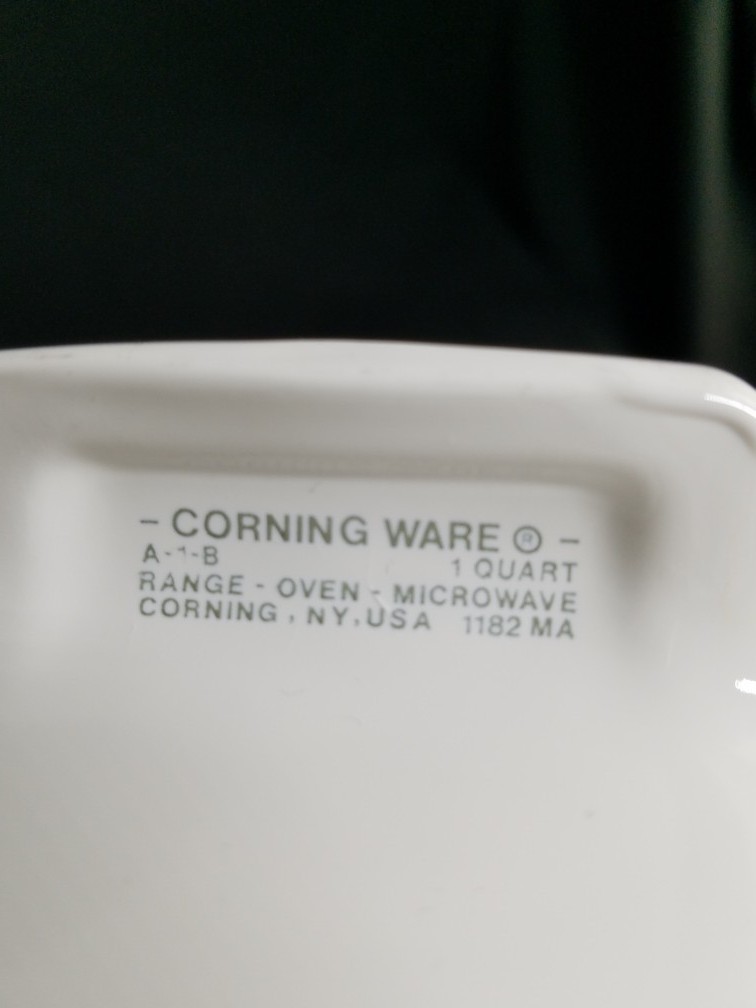 - CORNING WARE ® -
A-1-B 1 QUART
RANGE - OVEN - MICROWAVE
CORNING, NY, USA 1182 MA